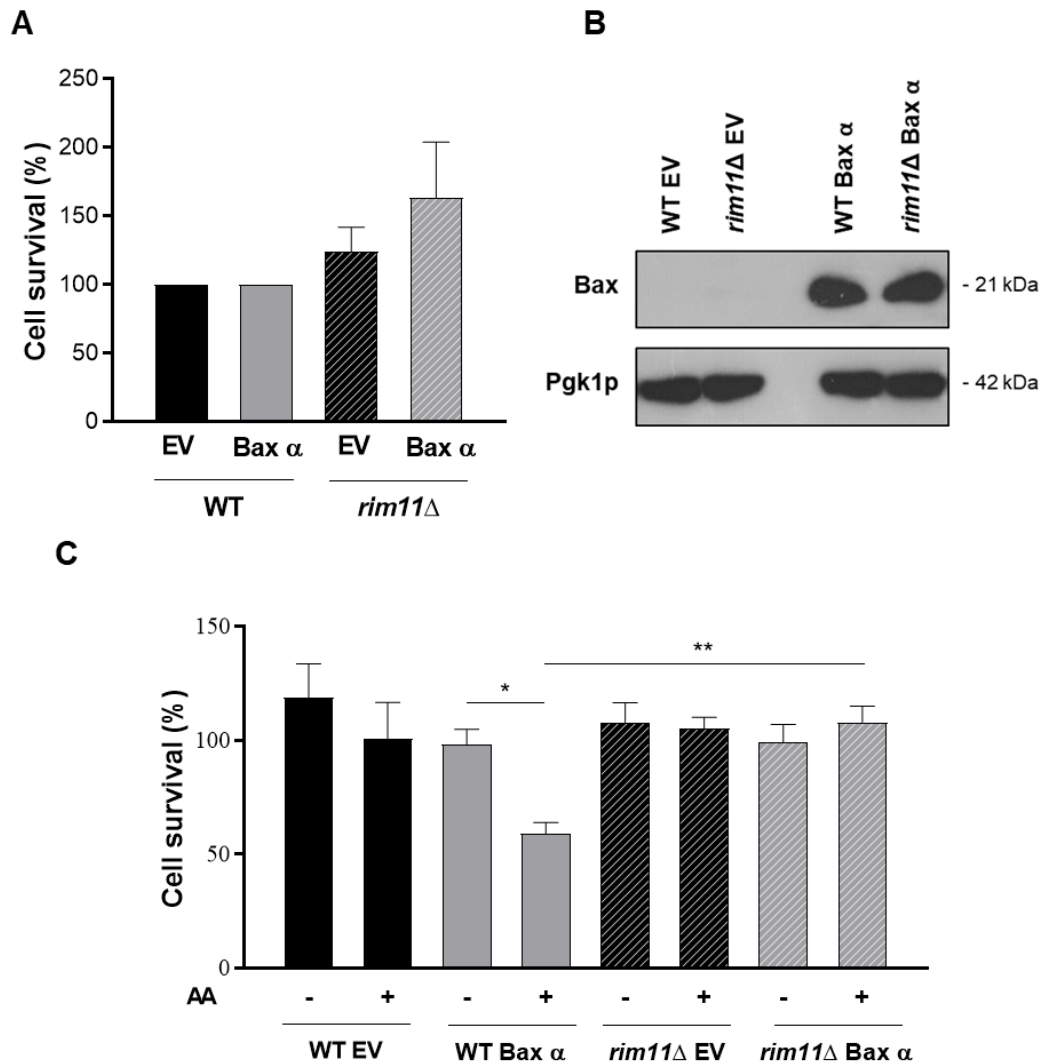 A
Cell survival (%)
250
200
150
100
50
0
EV
Bax α
EV
Bax α
WT
rim11Δ
B
WT EV
rim11Δ EV
WT Bax α
rim11Δ Bax α
Bax
- 21 kDa
Pgk1p
- 42 kDa
C
Cell survival (%)
150
100
50
0
*
**
AA - + - + - + - +
WT EV
WT Bax α
rim11Δ EV
rim11Δ Bax α